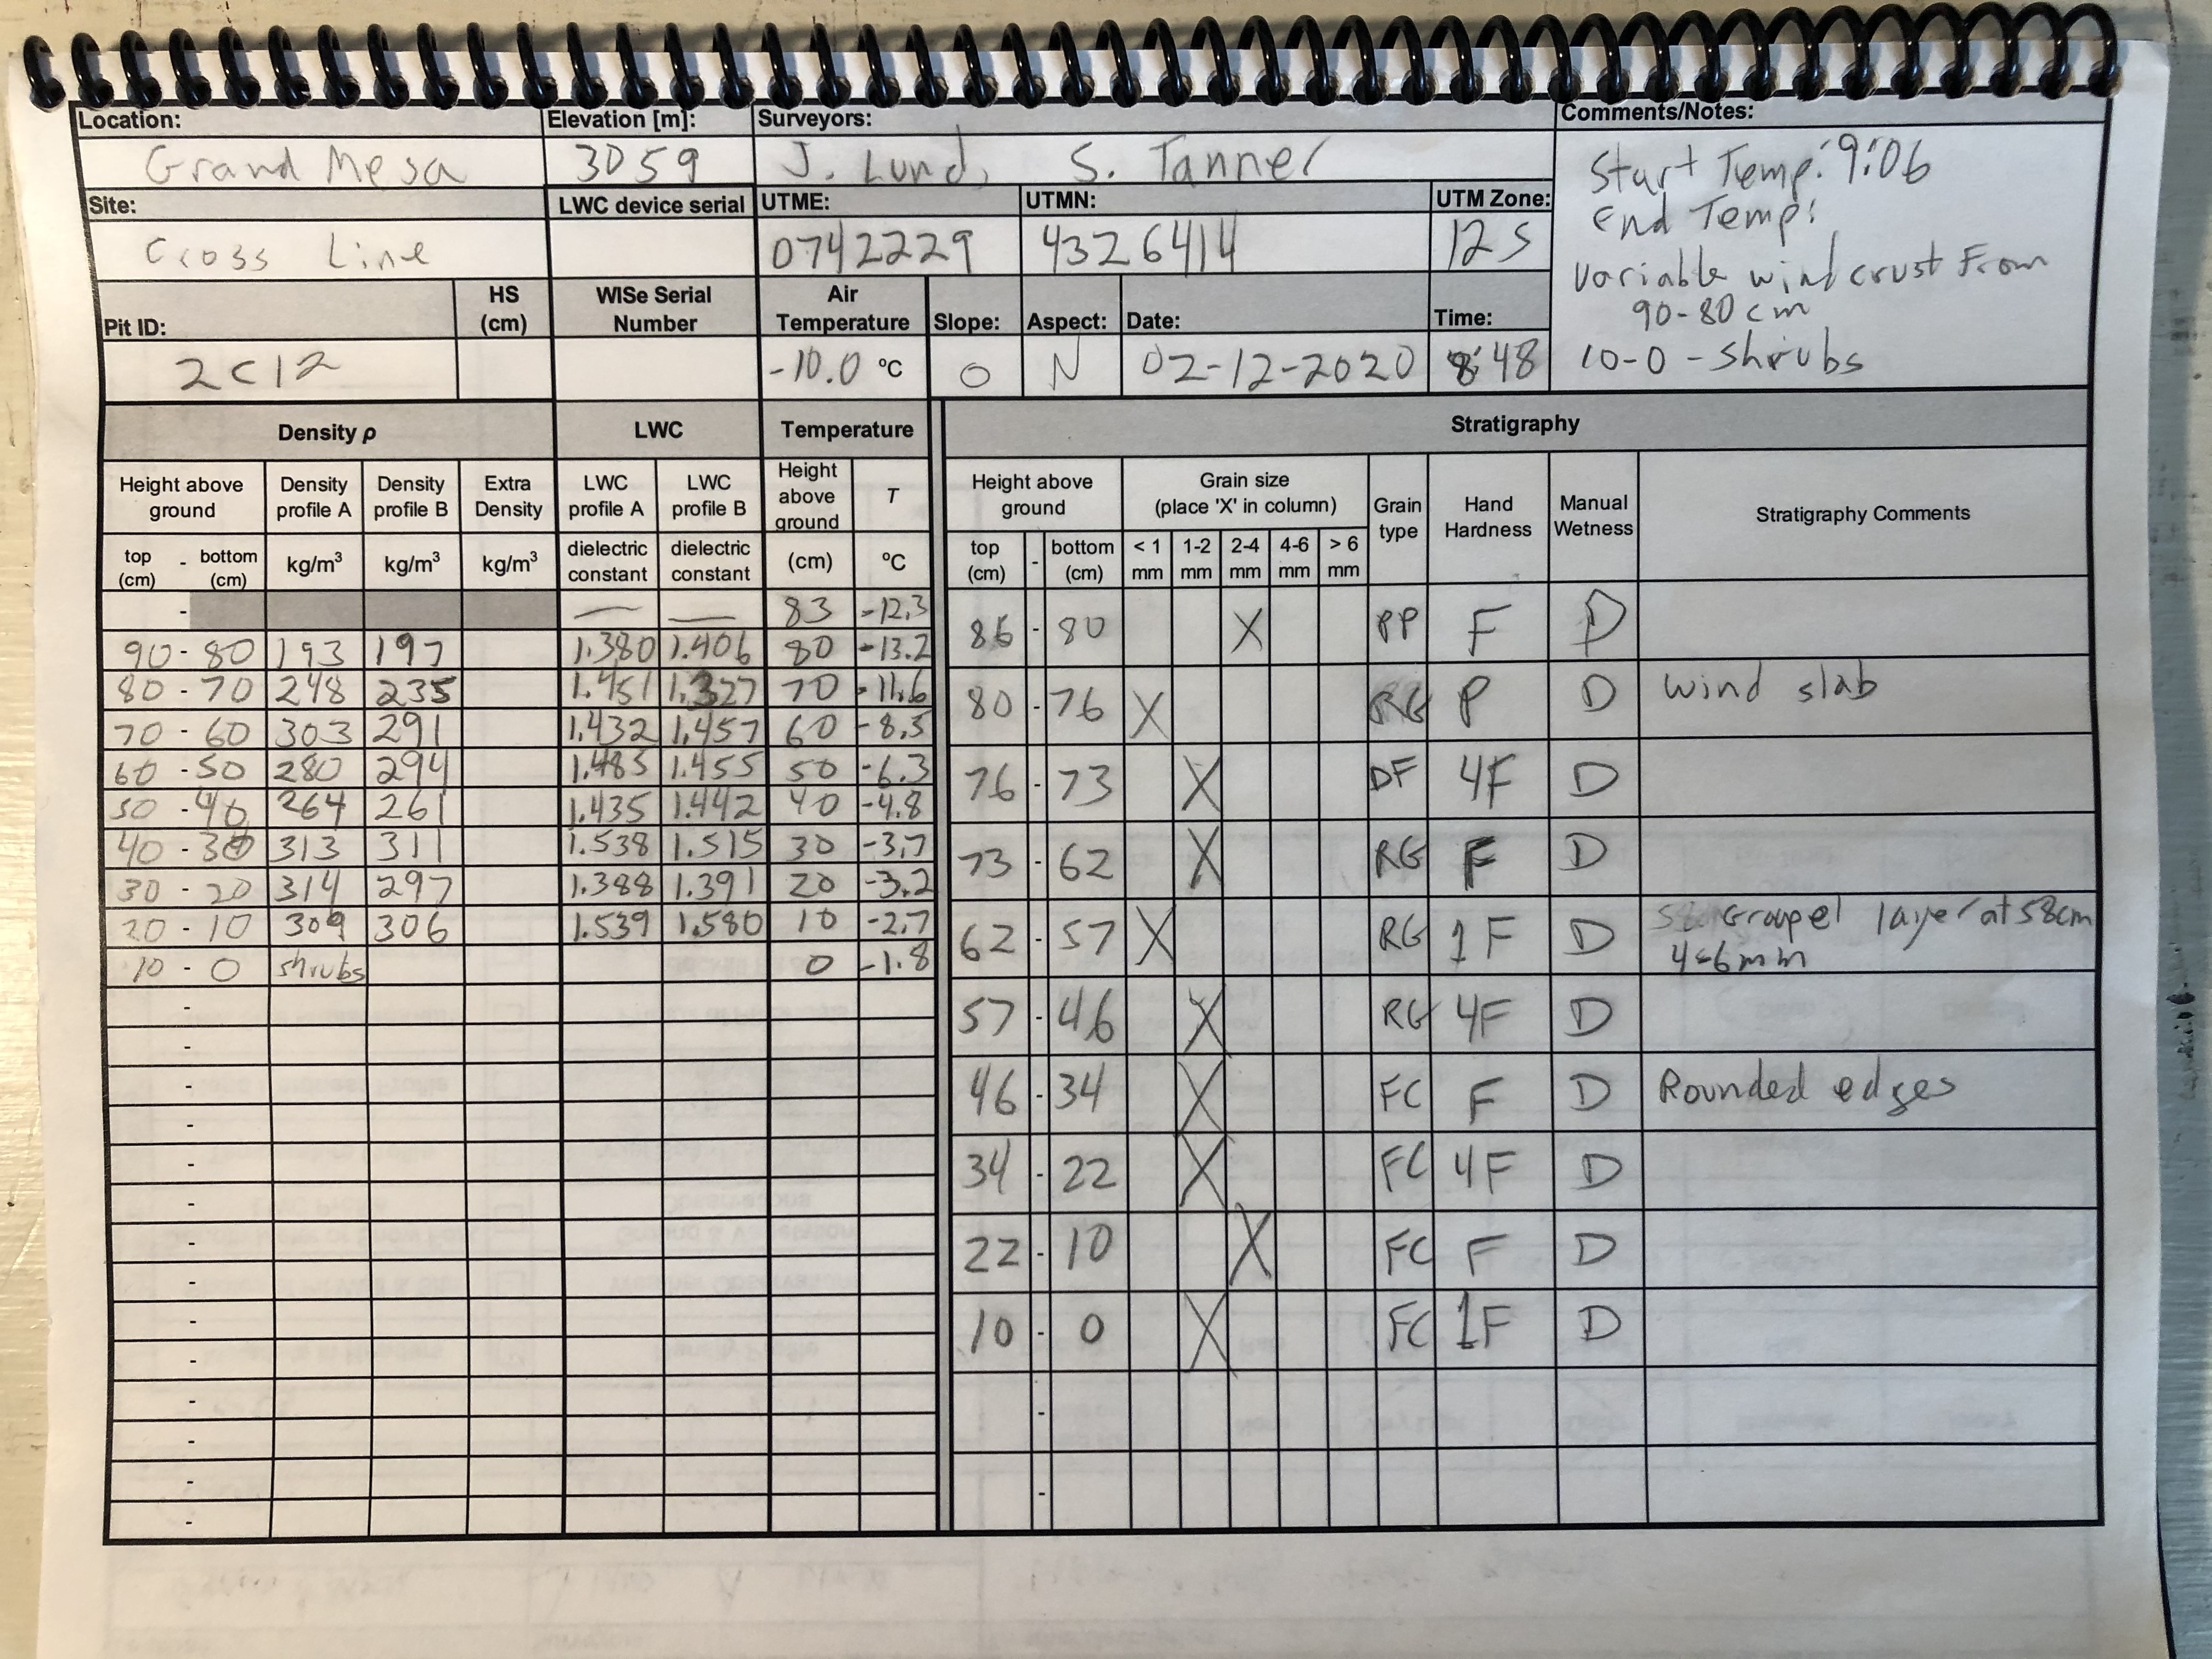 Location: Elevation [m]: Surveyors: Comments/Notes:
Grand Mesa 3059 J. Lund, S. Tanner Start Temp: 9:06
End Temp:
Site: LWC device serial UTME: UTMN: UTM Zone:
Cross Line 0742229 4326414 12S
Variable wind crust From
90-80 cm
Pit ID: HS (cm) WISe Serial Number Air Temperature Slope: Aspect: Date: Time:
2C12 -10.0 °C 0 N 02-12-2020 8:48 10-0 - shrubs
Density ρ LWC Temperature Stratigraphy
Height above ground Density profile A Density profile B Extra Density LWC profile A LWC profile B Height above ground T Height above ground Grain size (place 'X' in column) Grain type Hand Hardness Manual Wetness Stratigraphy Comments
top (cm) - bottom (cm) kg/m³ kg/m³ kg/m³ dielectric constant dielectric constant (cm) °C top (cm) - bottom (cm) < 1 mm 1-2 mm 2-4 mm 4-6 mm > 6 mm
- — — 83 -12.3
90 - 80 193 197 1.380 1.406 80 -13.2
80 - 70 248 235 1.451 1.327 70 -11.6
70 - 60 303 291 1.432 1.457 60 -8.5
60 - 50 280 294 1.485 1.455 50 -6.3
50 - 40 264 261 1.435 1.442 40 -4.8
40 - 30 313 311 1.538 1.515 30 -3.7
30 - 20 314 297 1.388 1.391 20 -3.2
20 - 10 309 306 1.539 1.580 10 -2.7
10 - 0 shrubs 0 -1.8
86 - 80 X PP F D
80 - 76 X RG P D wind slab
76 - 73 X DF 4F D
73 - 62 X RG F D
62 - 57 X RG 1F D Graupel layer at 58cm
4-6mm
57 - 46 X RG 4F D
46 - 34 X FC F D Rounded edges
34 - 22 X FC 4F D
22 - 10 X FC F D
10 - 0 X FC 1F D